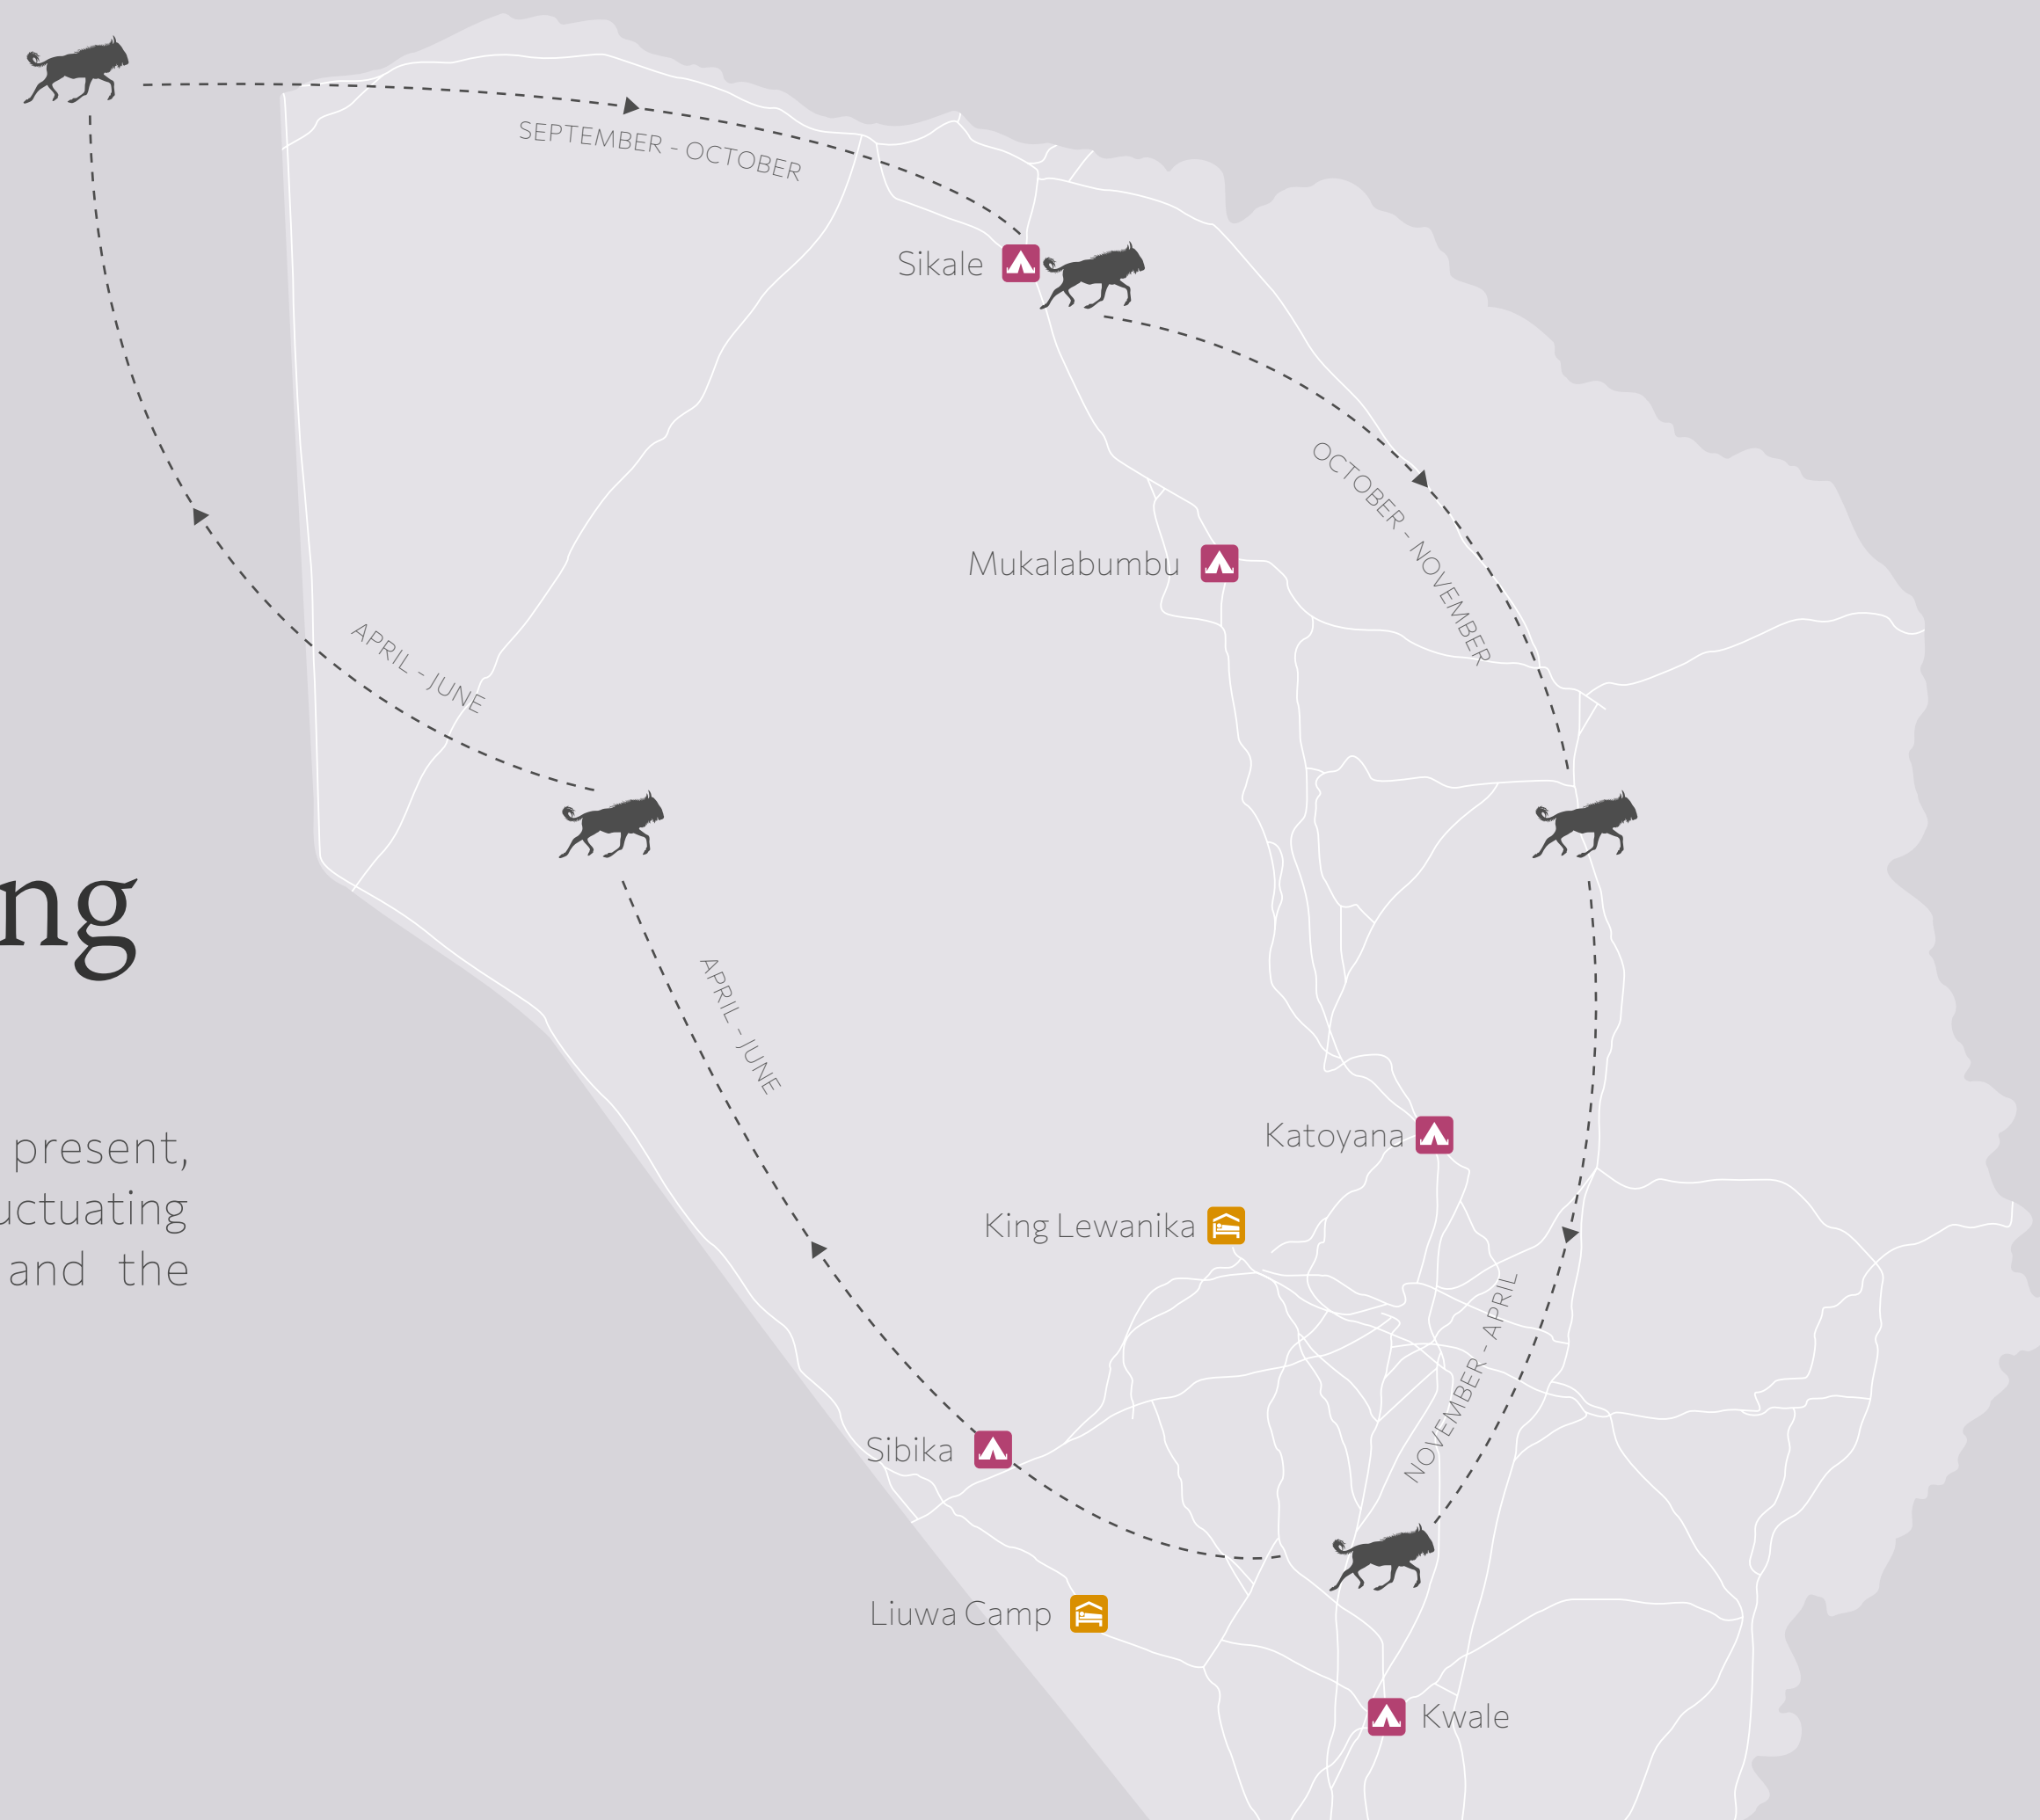 SEPTEMBER - OCTOBER
Sikale
OCTOBER - NOVEMBER
Mukalabumbu
APRIL - JUNE
ng
APRIL - JUNE
present,
uctuating
and the
Katoyana
King Lewanika
NOVEMBER - APRIL
Sibika
Liuwa Camp
Kwale